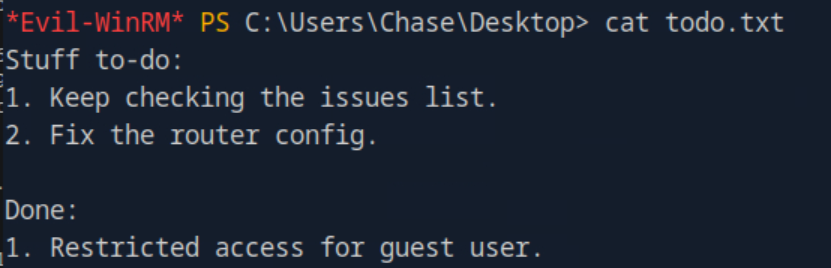 *Evil-WinRM* PS C:\Users\Chase\Desktop> cat todo.txt
Stuff to-do:
1. Keep checking the issues list.
2. Fix the router config.
Done:
1. Restricted access for guest user.